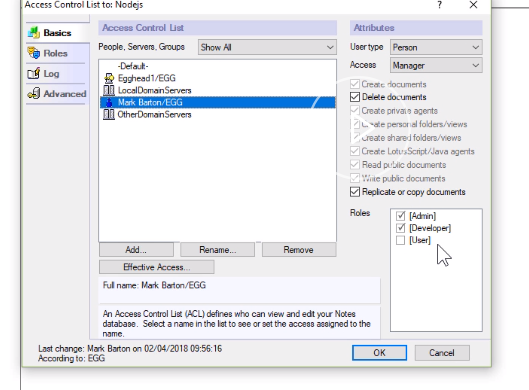 Access Control List to: Nodejs
? X
Basics
Roles
Log
Advanced
Access Control List
People, Servers, Groups Show All
-Default-
Egghead1/EGG
LocalDomainServers
Mark Barton/EGG
OtherDomainServers
Add... Rename... Remove
Effective Access...
Full name: Mark Barton/EGG
An Access Control List (ACL) defines who can view and edit your Notes
database. Select a name in the list to see or set the access assigned to the
name.
Attributes
User type Person
Access Manager
Create documents
Delete documents
Create private agents
Create personal folders/views
Create shared folders/views
Create LotusScript/Java agents
Read public documents
Write public documents
Replicate or copy documents
Roles
[Admin]
[Developer]
[User]
Last change: Mark Barton on 02/04/2018 09:56:16
According to: EGG
OK Cancel